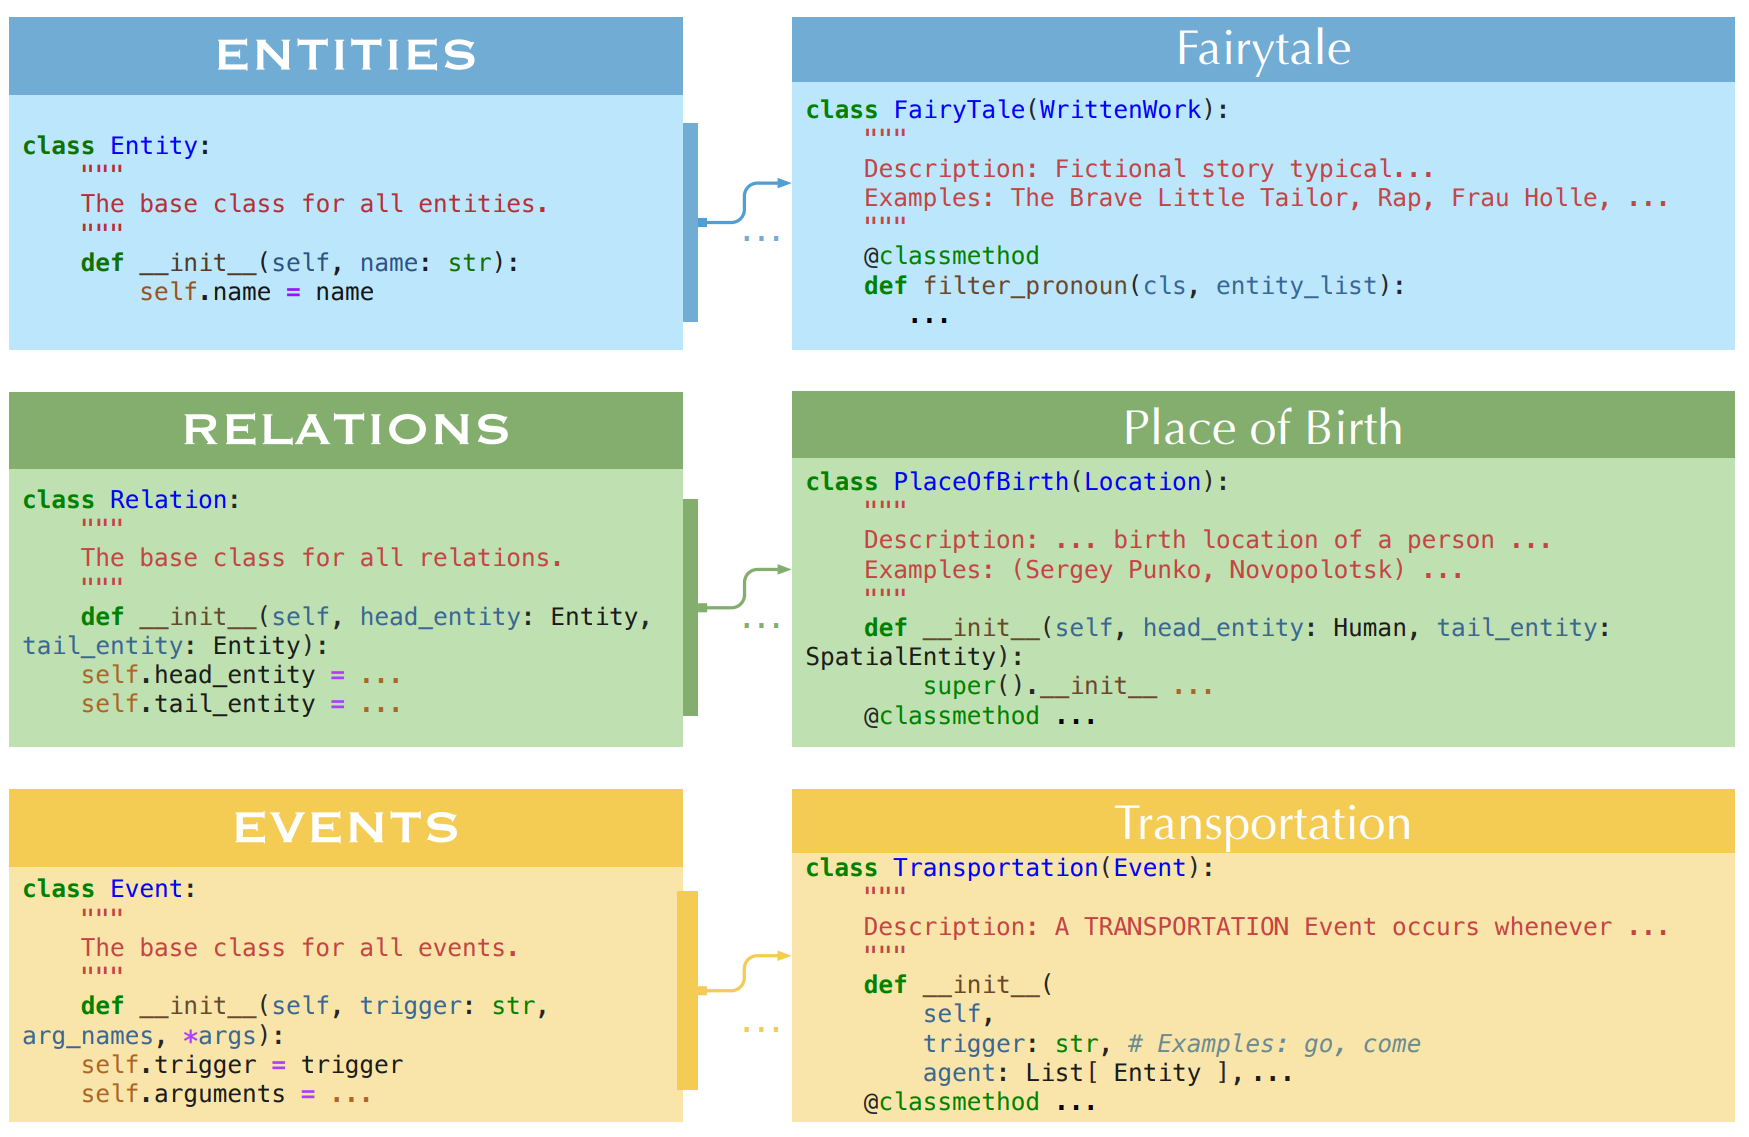 ENTITIES
class Entity:
"""
The base class for all entities.
"""
def __init__(self, name: str):
self.name = name
Fairytale
class FairyTale(WrittenWork):
"""
Description: Fictional story typical...
Examples: The Brave Little Tailor, Rap, Frau Holle, ...
"""
@classmethod
def filter_pronoun(cls, entity_list):
...
...
RELATIONS
class Relation:
"""
The base class for all relations.
"""
def __init__(self, head_entity: Entity,
tail_entity: Entity):
self.head_entity = ...
self.tail_entity = ...
Place of Birth
class PlaceOfBirth(Location):
"""
Description: ... birth location of a person ...
Examples: (Sergey Punko, Novopolotsk) ...
"""
def __init__(self, head_entity: Human, tail_entity:
SpatialEntity):
super().__init__ ...
@classmethod ...
...
EVENTS
class Event:
"""
The base class for all events.
"""
def __init__(self, trigger: str,
arg_names, *args):
self.trigger = trigger
self.arguments = ...
Transportation
class Transportation(Event):
"""
Description: A TRANSPORTATION Event occurs whenever ...
"""
def __init__(
self,
trigger: str, # Examples: go, come
agent: List[ Entity ], ...
@classmethod ...
...